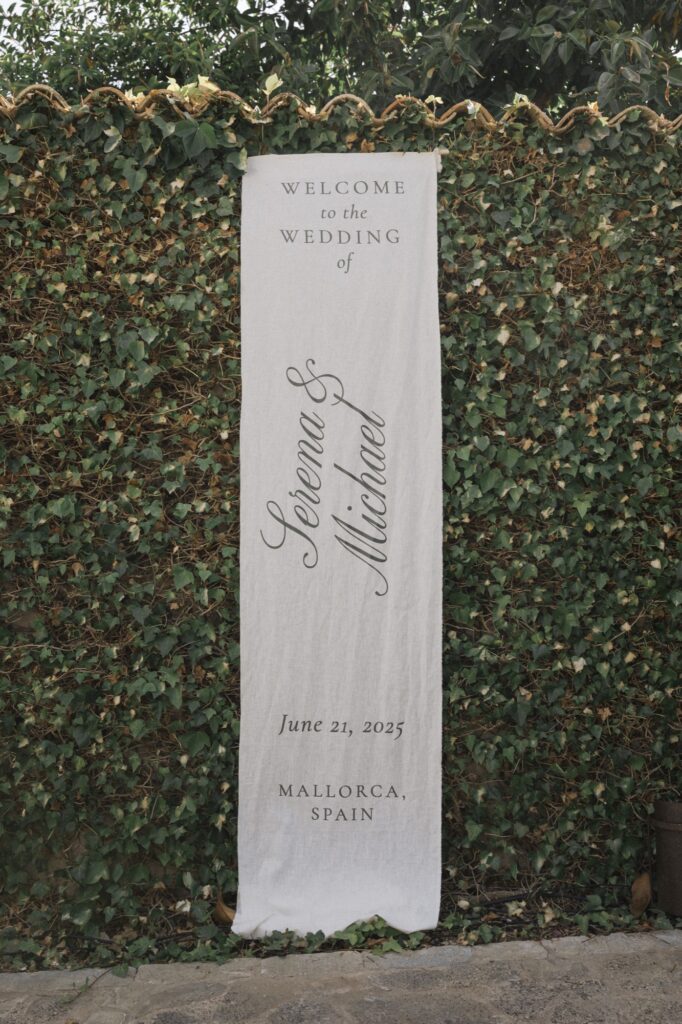 WELCOME
to the
WEDDING
of
Serena &
Michael
June 21, 2025
MALLORCA,
SPAIN